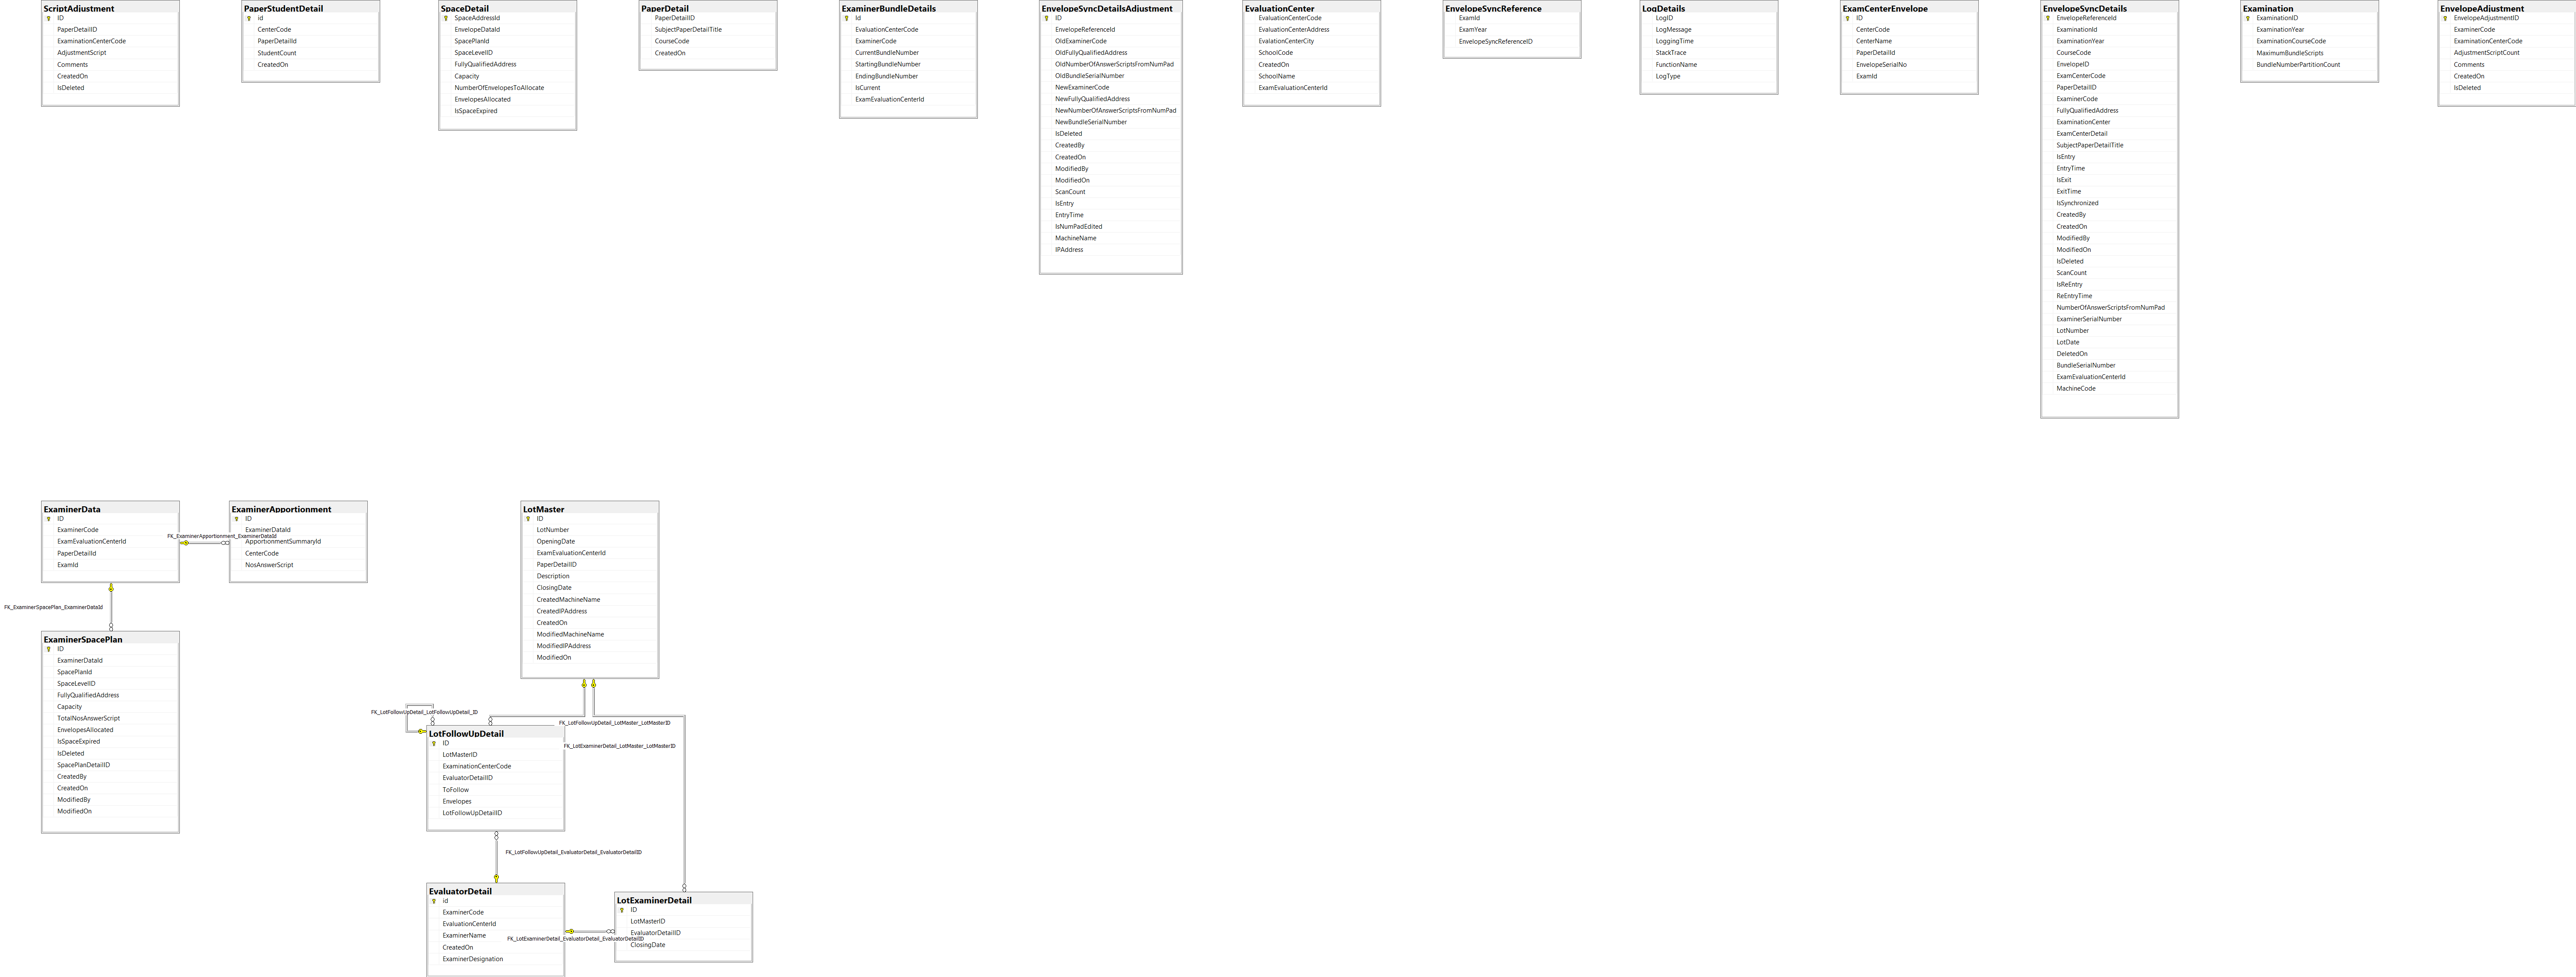 ScriptAdjustment
ID
PaperDetailID
ExaminationCenterCode
AdjustmentScript
Comments
CreatedOn
IsDeleted
PaperStudentDetail
id
CenterCode
PaperDetailId
StudentCount
CreatedOn
SpaceDetail
SpaceAddressId
EnvelopeDataId
SpacePlanId
SpaceLevelID
FullyQualifiedAddress
Capacity
NumberOfEnvelopesToAllocate
EnvelopesAllocated
IsSpaceExpired
PaperDetail
PaperDetailID
SubjectPaperDetailTitle
CourseCode
CreatedOn
ExaminerBundleDetails
Id
EvaluationCenterCode
ExaminerCode
CurrentBundleNumber
StartingBundleNumber
EndingBundleNumber
IsCurrent
ExamEvaluationCenterId
EnvelopeSyncDetailsAdjustment
ID
EnvelopeReferenceId
OldExaminerCode
OldFullyQualifiedAddress
OldNumberOfAnswerScriptsFromNumPad
OldBundleSerialNumber
NewExaminerCode
NewFullyQualifiedAddress
NewNumberOfAnswerScriptsFromNumPad
NewBundleSerialNumber
IsDeleted
CreatedBy
CreatedOn
ModifiedBy
ModifiedOn
ScanCount
IsEntry
EntryTime
IsNumPadEdited
MachineName
IPAddress
EvaluationCenter
EvaluationCenterCode
EvaluationCenterAddress
EvalationCenterCity
SchoolCode
CreatedOn
SchoolName
ExamEvaluationCenterId
EnvelopeSyncReference
ExamId
ExamYear
EnvelopeSyncReferenceID
LogDetails
LogID
LogMessage
LoggingTime
StackTrace
FunctionName
LogType
ExamCenterEnvelope
ID
CenterCode
CenterName
PaperDetailId
EnvelopeSerialNo
ExamId
EnvelopeSyncDetails
EnvelopeReferenceId
ExaminationId
ExaminationYear
CourseCode
EnvelopeID
ExamCenterCode
PaperDetailID
ExaminerCode
FullyQualifiedAddress
ExaminationCenter
ExamCenterDetail
SubjectPaperDetailTitle
IsEntry
EntryTime
IsExit
ExitTime
IsSynchronized
CreatedBy
CreatedOn
ModifiedBy
ModifiedOn
IsDeleted
ScanCount
IsReEntry
ReEntryTime
NumberOfAnswerScriptsFromNumPad
ExaminerSerialNumber
LotNumber
LotDate
DeletedOn
BundleSerialNumber
ExamEvaluationCenterId
MachineCode
Examination
ExaminationID
ExaminationYear
ExaminationCourseCode
MaximumBundleScripts
BundleNumberPartitionCount
EnvelopeAdjustment
EnvelopeAdjustmentID
ExaminerCode
ExaminationCenterCode
AdjustmentScriptCount
Comments
CreatedOn
IsDeleted
ExaminerData
ID
ExaminerCode
ExamEvaluationCenterId
PaperDetailId
ExamId
FK_ExaminerApportionment_ExaminerDataId
ExaminerApportionment
ID
ExaminerDataId
ApportionmentSummaryId
CenterCode
NosAnswerScript
FK_ExaminerSpacePlan_ExaminerDataId
ExaminerSpacePlan
ID
ExaminerDataId
SpacePlanId
SpaceLevelID
FullyQualifiedAddress
Capacity
TotalNosAnswerScript
EnvelopesAllocated
IsSpaceExpired
IsDeleted
SpacePlanDetailID
CreatedBy
CreatedOn
ModifiedBy
ModifiedOn
LotMaster
ID
LotNumber
OpeningDate
ExamEvaluationCenterId
PaperDetailID
Description
ClosingDate
CreatedMachineName
CreatedIPAddress
CreatedOn
ModifiedMachineName
ModifiedIPAddress
ModifiedOn
FK_LotFollowUpDetail_LotFollowUpDetail_ID
FK_LotFollowUpDetail_LotMaster_LotMasterID
FK_LotExaminerDetail_LotMaster_LotMasterID
LotFollowUpDetail
ID
LotMasterID
ExaminationCenterCode
EvaluatorDetailID
ToFollow
Envelopes
LotFollowUpDetailID
FK_LotFollowUpDetail_EvaluatorDetail_EvaluatorDetailID
EvaluatorDetail
id
ExaminerCode
EvaluationCenterId
ExaminerName
CreatedOn
ExaminerDesignation
FK_LotExaminerDetail_EvaluatorDetail_EvaluatorDetailID
LotExaminerDetail
ID
LotMasterID
EvaluatorDetailID
ClosingDate